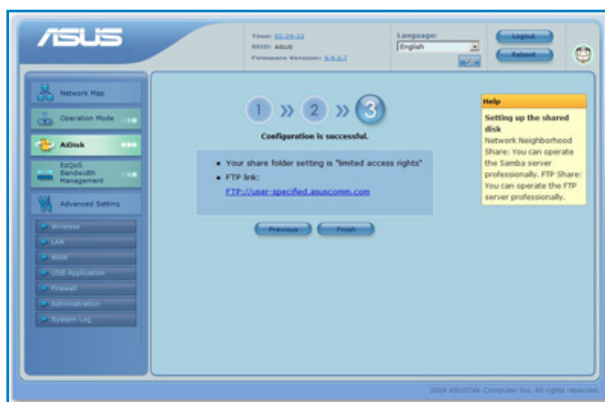 ASUS
Time: 02:29:12
SSID: ASUS
Firmware Version: 9.9.3.7
Language:
English
Logout
Reboot
Network Map
Operation Mode
AiDisk
EzQoS
Bandwidth
Management
Advanced Setting
Wireless
LAN
WAN
USB Application
Firewall
Administration
System Log
1 » 2 » 3
Configuration is successful.
Your share folder setting is "limited access rights"
FTP link:
FTP://user-specified.asuscomm.com
Previous
Finish
Help
Setting up the shared
disk
Network Neighborhood
Share: You can operate
the Samba server
professionally. FTP Share:
You can operate the FTP
server professionally.
2009 ASUSTek Computer Inc. All rights reserved.